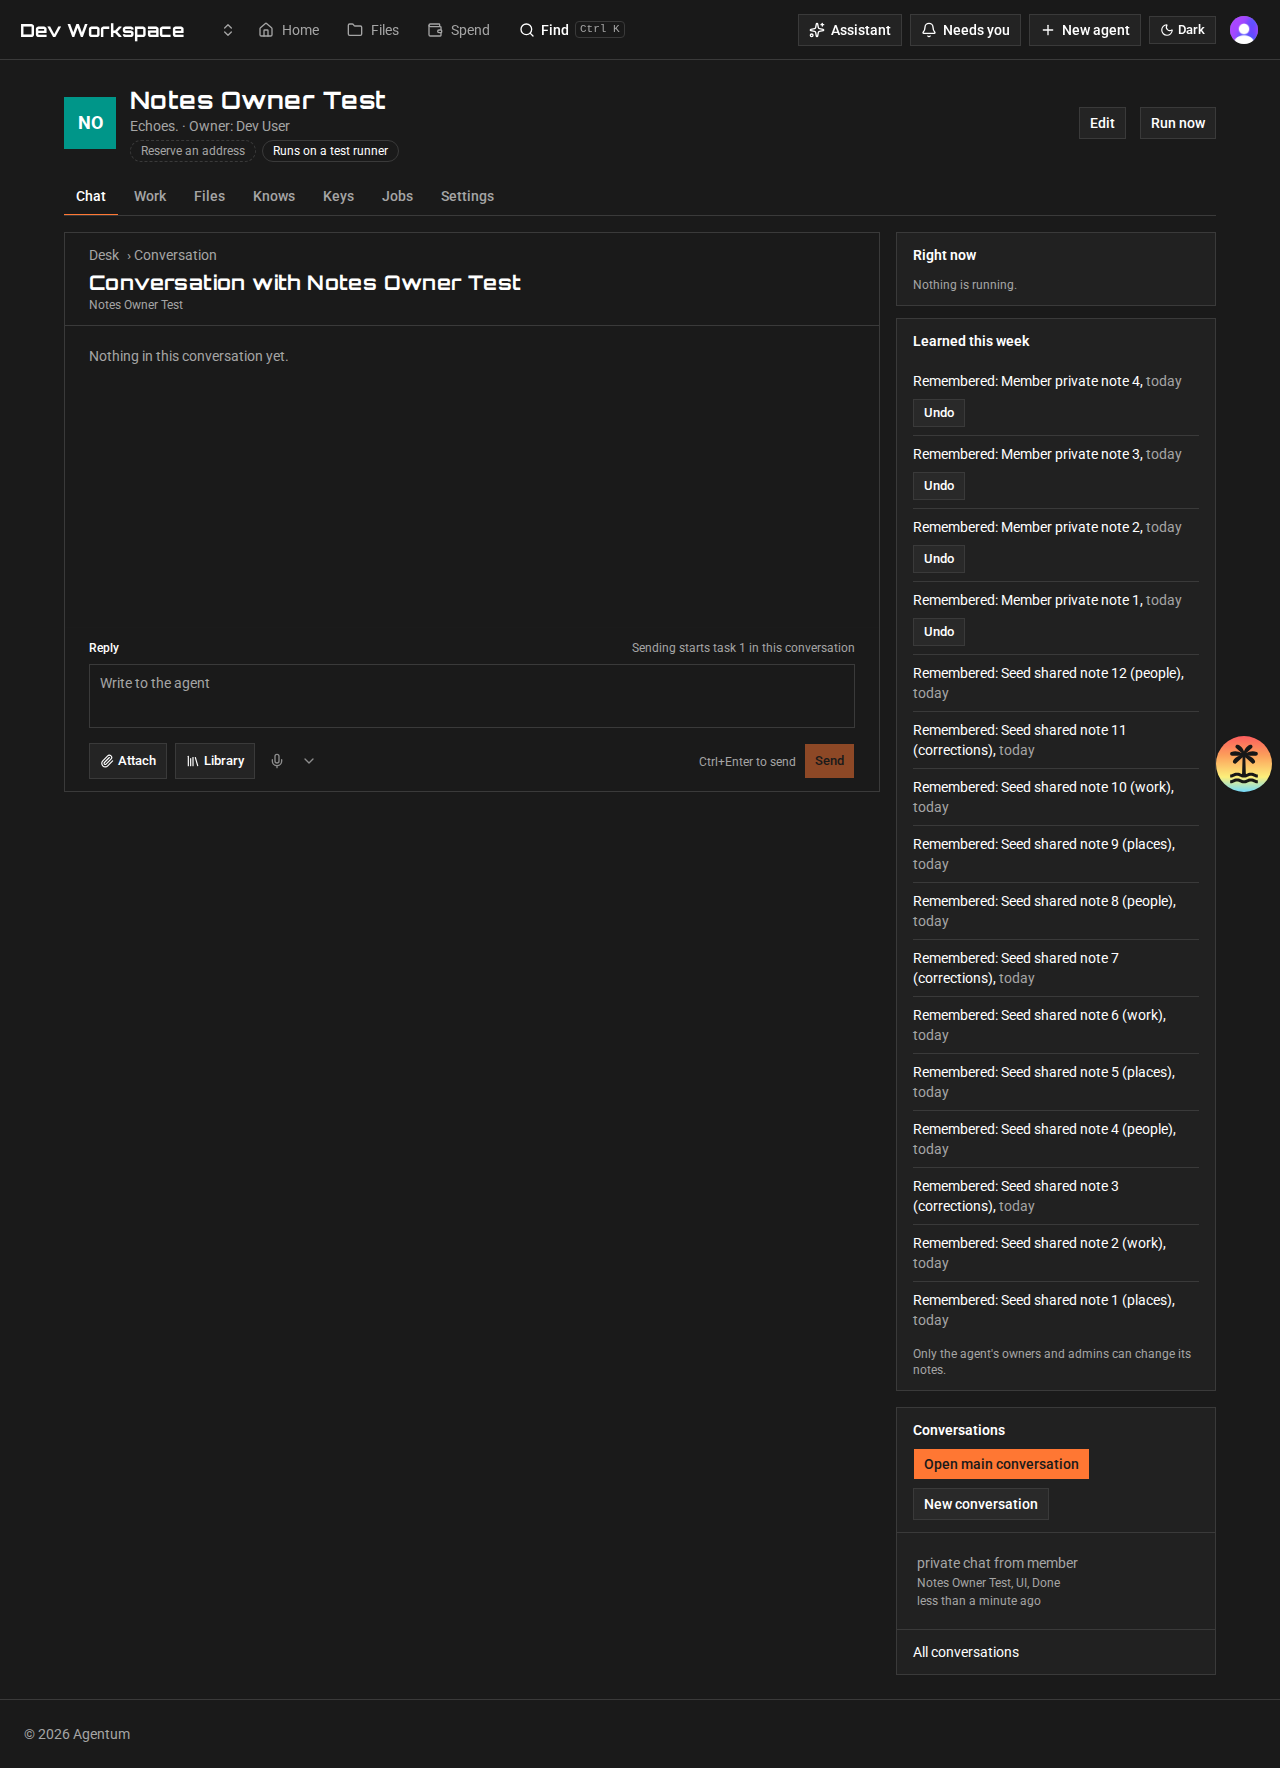 Dev Workspace
Home
Files
Spend
Find Ctrl K
Assistant
Needs you
New agent
Dark
NO
Notes Owner Test
Echoes. · Owner: Dev User
Reserve an address
Runs on a test runner
Edit
Run now
Chat
Work
Files
Knows
Keys
Jobs
Settings
Desk › Conversation
Conversation with Notes Owner Test
Notes Owner Test
Nothing in this conversation yet.
Reply
Sending starts task 1 in this conversation
Write to the agent
Attach
Library
Ctrl+Enter to send
Send
Right now
Nothing is running.
Learned this week
Remembered: Member private note 4, today
Undo
Remembered: Member private note 3, today
Undo
Remembered: Member private note 2, today
Undo
Remembered: Member private note 1, today
Undo
Remembered: Seed shared note 12 (people),
today
Remembered: Seed shared note 11
(corrections), today
Remembered: Seed shared note 10 (work),
today
Remembered: Seed shared note 9 (places),
today
Remembered: Seed shared note 8 (people),
today
Remembered: Seed shared note 7
(corrections), today
Remembered: Seed shared note 6 (work),
today
Remembered: Seed shared note 5 (places),
today
Remembered: Seed shared note 4 (people),
today
Remembered: Seed shared note 3
(corrections), today
Remembered: Seed shared note 2 (work),
today
Remembered: Seed shared note 1 (places),
today
Only the agent's owners and admins can change its
notes.
Conversations
Open main conversation
New conversation
private chat from member
Notes Owner Test, UI, Done
less than a minute ago
All conversations
© 2026 Agentum